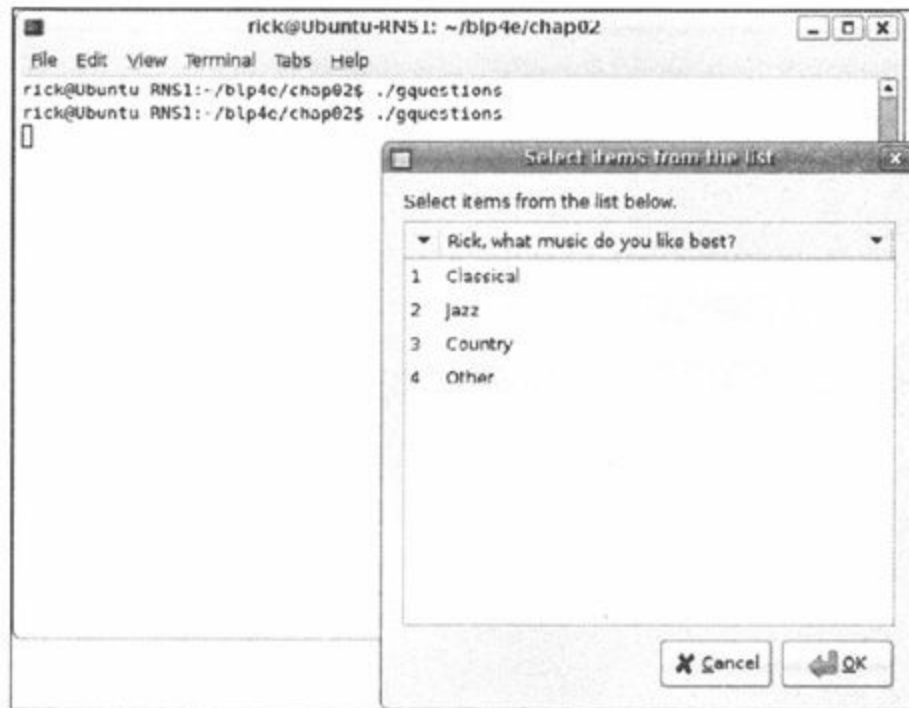 rick@Ubuntu-RNS1: ~/blp4e/chap02
File Edit View Terminal Tabs Help
rick@Ubuntu RNS1:~/blp4e/chap02$ ./gquestions
rick@Ubuntu RNS1:~/blp4e/chap02$ ./gquestions
Select items from the list
Select items from the list below.
Rick, what music do you like best?
1 Classical
2 Jazz
3 Country
4 Other
Cancel OK